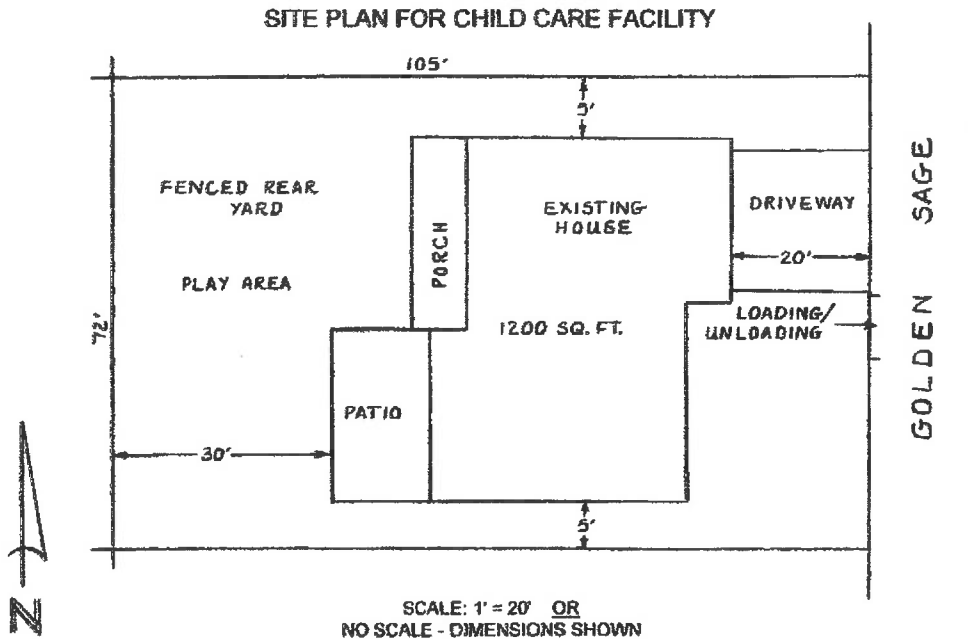 SITE PLAN FOR CHILD CARE FACILITY
105'
5'
FENCED REAR
YARD
PLAY AREA
PORCH
EXISTING
HOUSE
DRIVEWAY
20'
1200 SQ. FT.
LOADING/
UNLOADING
GOLDEN SAGE
72'
PATIO
30'
5'
N
SCALE: 1' = 20' OR
NO SCALE - DIMENSIONS SHOWN